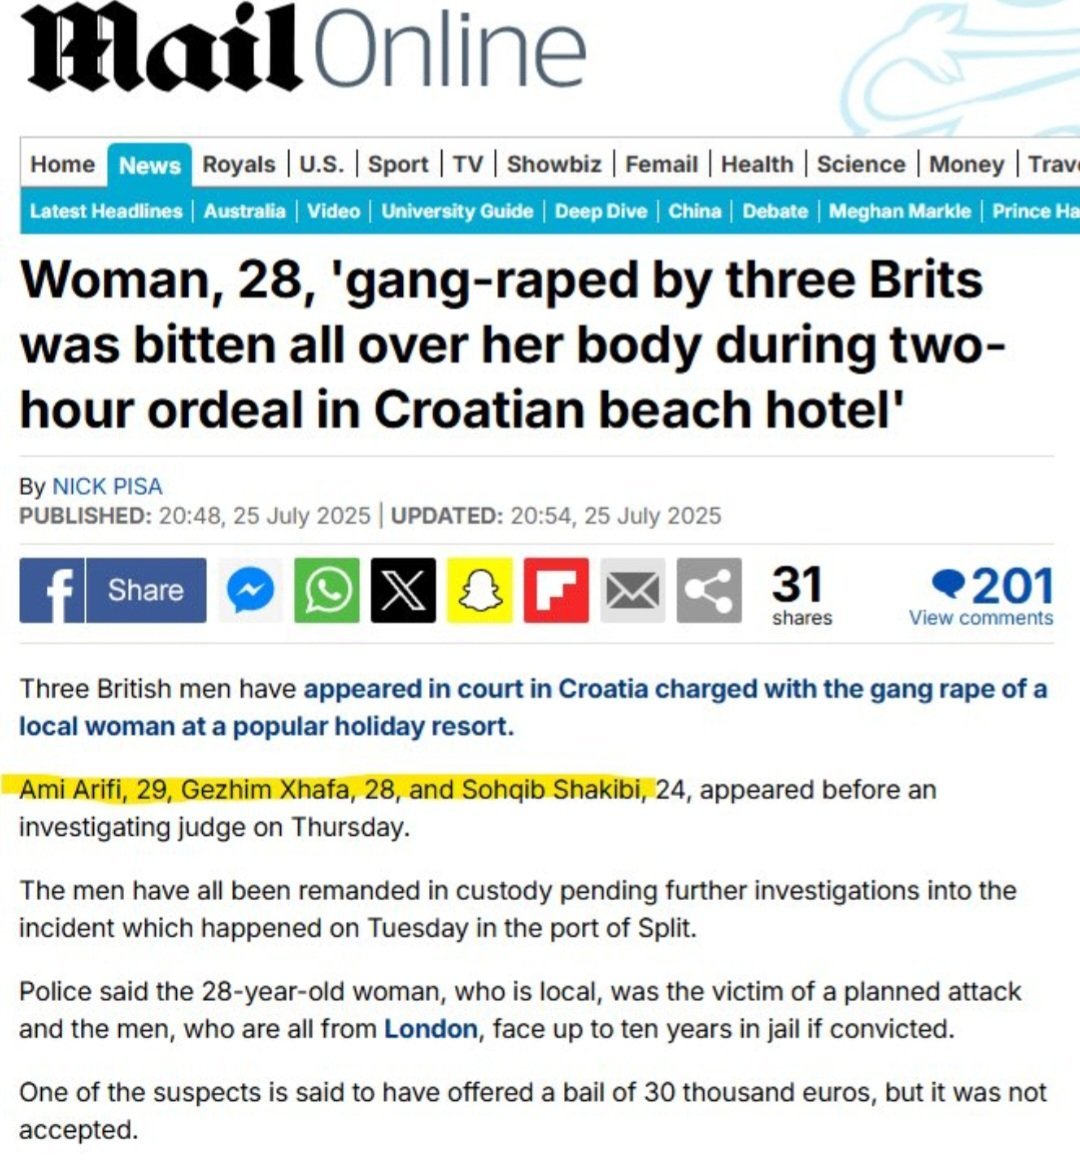 Mail Online
Home News Royals U.S. Sport TV Showbiz Femail Health Science Money
Latest Headlines Australia Video University Guide Deep Dive China Debate Meghan Markle Prince
Woman, 28, 'gang-raped by three Brits
was bitten all over her body during two-
hour ordeal in Croatian beach hotel'
By NICK PISA
PUBLISHED: 20:48, 25 July 2025 | UPDATED: 20:54, 25 July 2025
f Share 31 201
shares View comments
Three British men have appeared in court in Croatia charged with the gang rape of a
local woman at a popular holiday resort.
Ami Arifi, 29, Gezhim Xhafa, 28, and Sohqib Shakibi, 24, appeared before an
investigating judge on Thursday.
The men have all been remanded in custody pending further investigations into the
incident which happened on Tuesday in the port of Split.
Police said the 28-year-old woman, who is local, was the victim of a planned attack
and the men, who are all from London, face up to ten years in jail if convicted.
One of the suspects is said to have offered a bail of 30 thousand euros, but it was not
accepted.